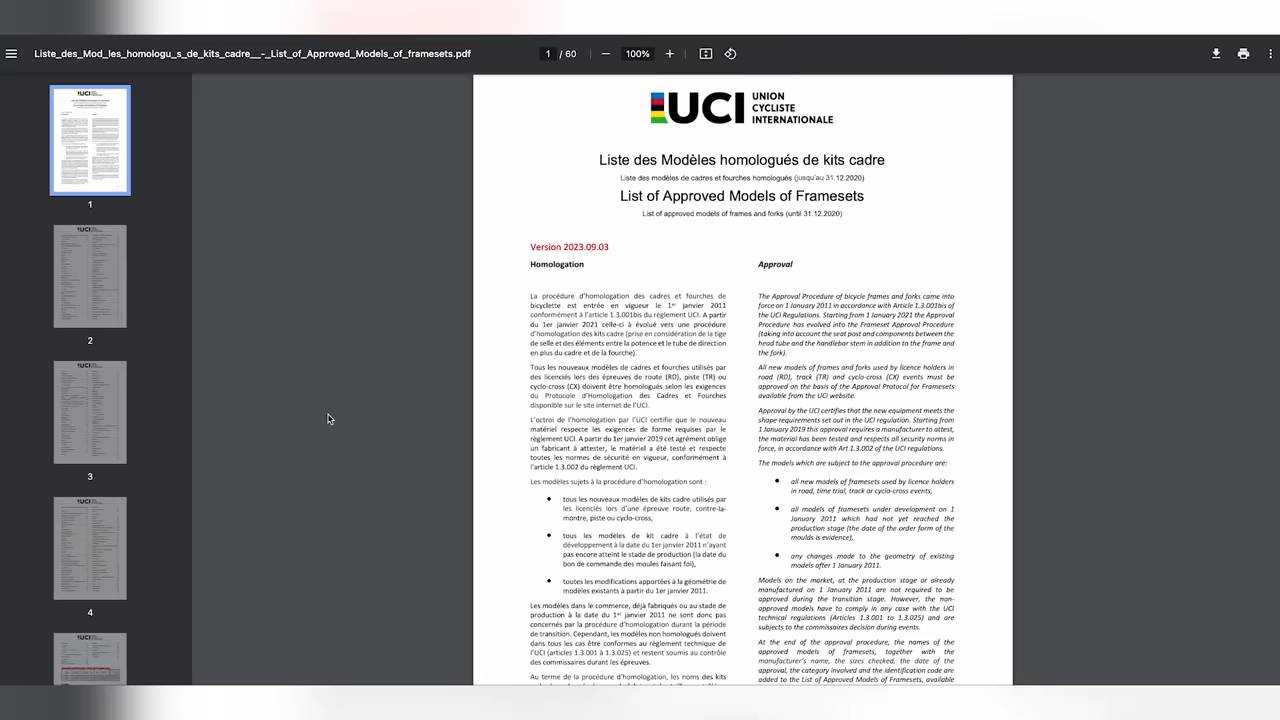 Liste_des_Mod_les_homologu_s_de_kits_cadre__-_List_of_Approved_Models_of_framesets.pdf
1 / 60
100%
1
2
3
4
UCI UNION
CYCLISTE
INTERNATIONALE
Liste des Modèles homologués de kits cadre
Liste des modèles de cadres et fourches homologués (jusqu'au 31.12.2020)
List of Approved Models of Framesets
List of approved models of frames and forks (until 31.12.2020)
Version 2023.09.03
Homologation
La procédure d'homologation des cadres et fourches de
bicyclette est entrée en vigueur le 1er janvier 2011
conformément à l'article 1.3.001bis du règlement UCI. A partir
du 1er janvier 2021 celle-ci à évolué vers une procédure
d'homologation des kits cadre (prise en considération de la tige
de selle et des éléments entre la potence et le tube de direction
en plus du cadre et de la fourche).
Tous les nouveaux modèles de cadres et fourches utilisés par
des licenciés lors des épreuves de route (RD), piste (TR) ou
cyclo-cross (CX) doivent être homologués selon les exigences
du Protocole d'Homologation des Cadres et Fourches
disponible sur le site internet de l'UCI.
L'octroi de l'homologation par l'UCI certifie que le nouveau
matériel respecte les exigences de forme requises par le
règlement UCI. A partir du 1er janvier 2019 cet agrément oblige
un fabricant à attester, le matériel a été testé et respecte
toutes les normes de sécurité en vigueur, conformément à
l'article 1.3.002 du règlement UCI.
Les modèles sujets à la procédure d'homologation sont :
• tous les nouveaux modèles de kits cadre utilisés par
les licenciés lors d'une épreuve route, contre-la-
montre, piste ou cyclo-cross,
• tous les modèles de kit cadre à l'état de
développement à la date du 1er janvier 2011 n'ayant
pas encore atteint le stade de production (la date du
bon de commande des moules faisant foi),
• toutes les modifications apportées à la géométrie de
modèles existants à partir du 1er janvier 2011.
Les modèles dans le commerce, déjà fabriqués ou au stade de
production à la date du 1er janvier 2011 ne sont donc pas
concernés par la procédure d'homologation durant la période
de transition. Cependant, les modèles non homologués doivent
dans tous les cas être conformes au règlement technique de
l'UCI (articles 1.3.001 à 1.3.025) et restent soumis au contrôle
des commissaires durant les épreuves.
Au terme de la procédure d'homologation, les noms des kits
Approval
The Approval Procedure of bicycle frames and forks came into
force on 1 January 2011 in accordance with Article 1.3.001bis of
the UCI Regulations. Starting from 1 January 2021 the Approval
Procedure has evolved into the Frameset Approval Procedure
(taking into account the seat post and components between the
head tube and the handlebar stem in addition to the frame and
the fork).
All new models of frames and forks used by licence holders in
road (RD), track (TR) and cyclo-cross (CX) events must be
approved on the basis of the Approval Protocol for Framesets
available from the UCI website.
Approval by the UCI certifies that the new equipment meets the
shape requirements set out in the UCI regulation. Starting from
1 January 2019 this approval requires a manufacturer to attest,
the material has been tested and respects all security norms in
force, in accordance with Art 1.3.002 of the UCI regulations.
The models which are subject to the approval procedure are:
• all new models of framesets used by licence holders
in road, time trial, track or cyclo-cross events,
• all models of framesets under development on 1
January 2011 which had not yet reached the
production stage (the date of the order form of the
moulds is evidence),
• any changes made to the geometry of existing
models after 1 January 2011.
Models on the market, at the production stage or already
manufactured on 1 January 2011 are not required to be
approved during the transition stage. However, the non-
approved models have to comply in any case with the UCI
technical regulations (Articles 1.3.001 to 1.3.025) and are
subjects to the commissaires decision during events.
At the end of the approval procedure, the names of the
approved models of framesets, together with the
manufacturer's name, the sizes checked, the date of the
approval, the category involved and the identification code are
added to the List of Approved Models of Framesets, available